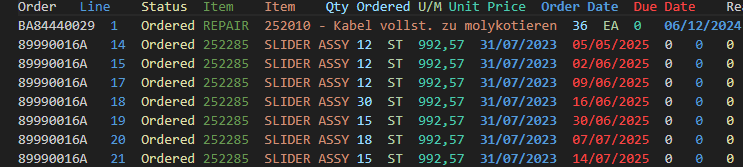 Order Line Status Item Item Qty Ordered U/M Unit Price Order Date Due Date Re
BA84440029 1 Ordered REPAIR 252010 - Kabel vollst. zu molykotieren 36 EA 0 06/12/2024
89990016A 14 Ordered 252285 SLIDER ASSY 12 ST 992,57 31/07/2023 05/05/2025 0 0 0
89990016A 15 Ordered 252285 SLIDER ASSY 12 ST 992,57 31/07/2023 02/06/2025 0 0 0
89990016A 17 Ordered 252285 SLIDER ASSY 12 ST 992,57 31/07/2023 09/06/2025 0 0 0
89990016A 18 Ordered 252285 SLIDER ASSY 30 ST 992,57 31/07/2023 16/06/2025 0 0 0
89990016A 19 Ordered 252285 SLIDER ASSY 15 ST 992,57 31/07/2023 30/06/2025 0 0 0
89990016A 20 Ordered 252285 SLIDER ASSY 18 ST 992,57 31/07/2023 07/07/2025 0 0 0
89990016A 21 Ordered 252285 SLIDER ASSY 15 ST 992,57 31/07/2023 14/07/2025 0 0 0